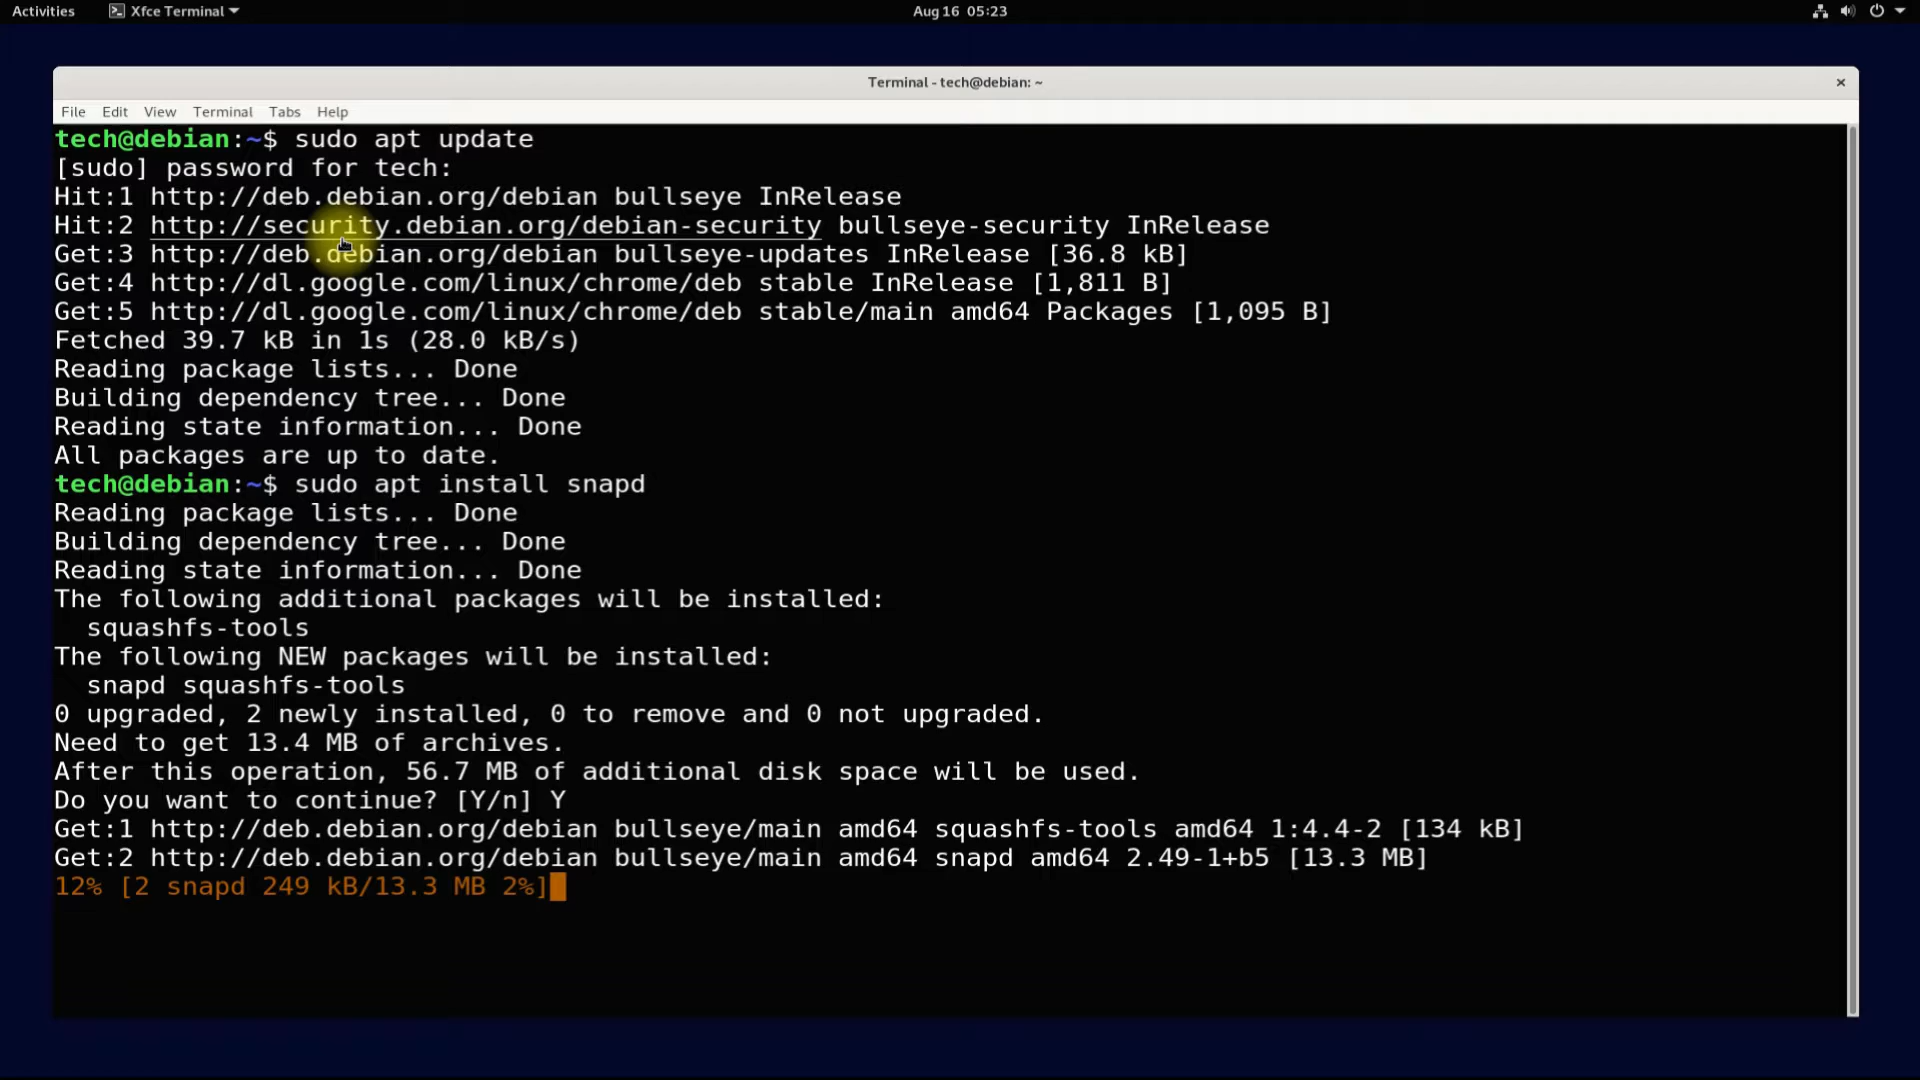 Activities Xfce Terminal Aug 16 05:23
Terminal - tech@debian: ~
File Edit View Terminal Tabs Help
tech@debian:~$ sudo apt update
[sudo] password for tech:
Hit:1 http://deb.debian.org/debian bullseye InRelease
Hit:2 http://security.debian.org/debian-security bullseye-security InRelease
Get:3 http://deb.debian.org/debian bullseye-updates InRelease [36.8 kB]
Get:4 http://dl.google.com/linux/chrome/deb stable InRelease [1,811 B]
Get:5 http://dl.google.com/linux/chrome/deb stable/main amd64 Packages [1,095 B]
Fetched 39.7 kB in 1s (28.0 kB/s)
Reading package lists... Done
Building dependency tree... Done
Reading state information... Done
All packages are up to date.
tech@debian:~$ sudo apt install snapd
Reading package lists... Done
Building dependency tree... Done
Reading state information... Done
The following additional packages will be installed:
  squashfs-tools
The following NEW packages will be installed:
  snapd squashfs-tools
0 upgraded, 2 newly installed, 0 to remove and 0 not upgraded.
Need to get 13.4 MB of archives.
After this operation, 56.7 MB of additional disk space will be used.
Do you want to continue? [Y/n] Y
Get:1 http://deb.debian.org/debian bullseye/main amd64 squashfs-tools amd64 1:4.4-2 [134 kB]
Get:2 http://deb.debian.org/debian bullseye/main amd64 snapd amd64 2.49-1+b5 [13.3 MB]
12% [2 snapd 249 kB/13.3 MB 2%]